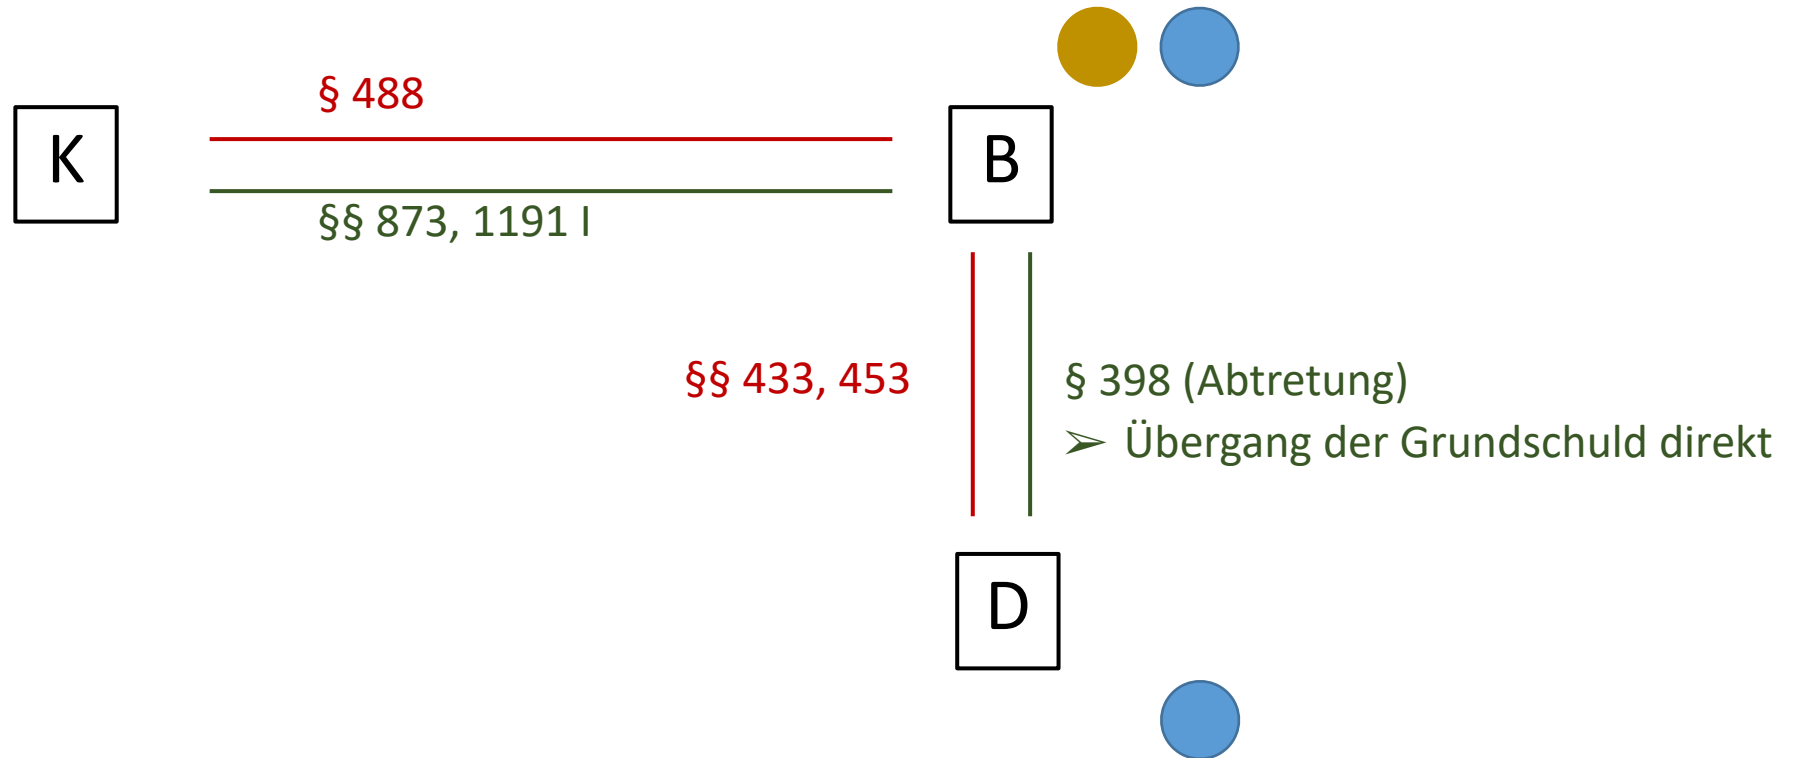 § 488
K
B
§§ 873, 1191 I
§§ 433, 453
§ 398 (Abtretung)
➢ Übergang der Grundschuld direkt
D